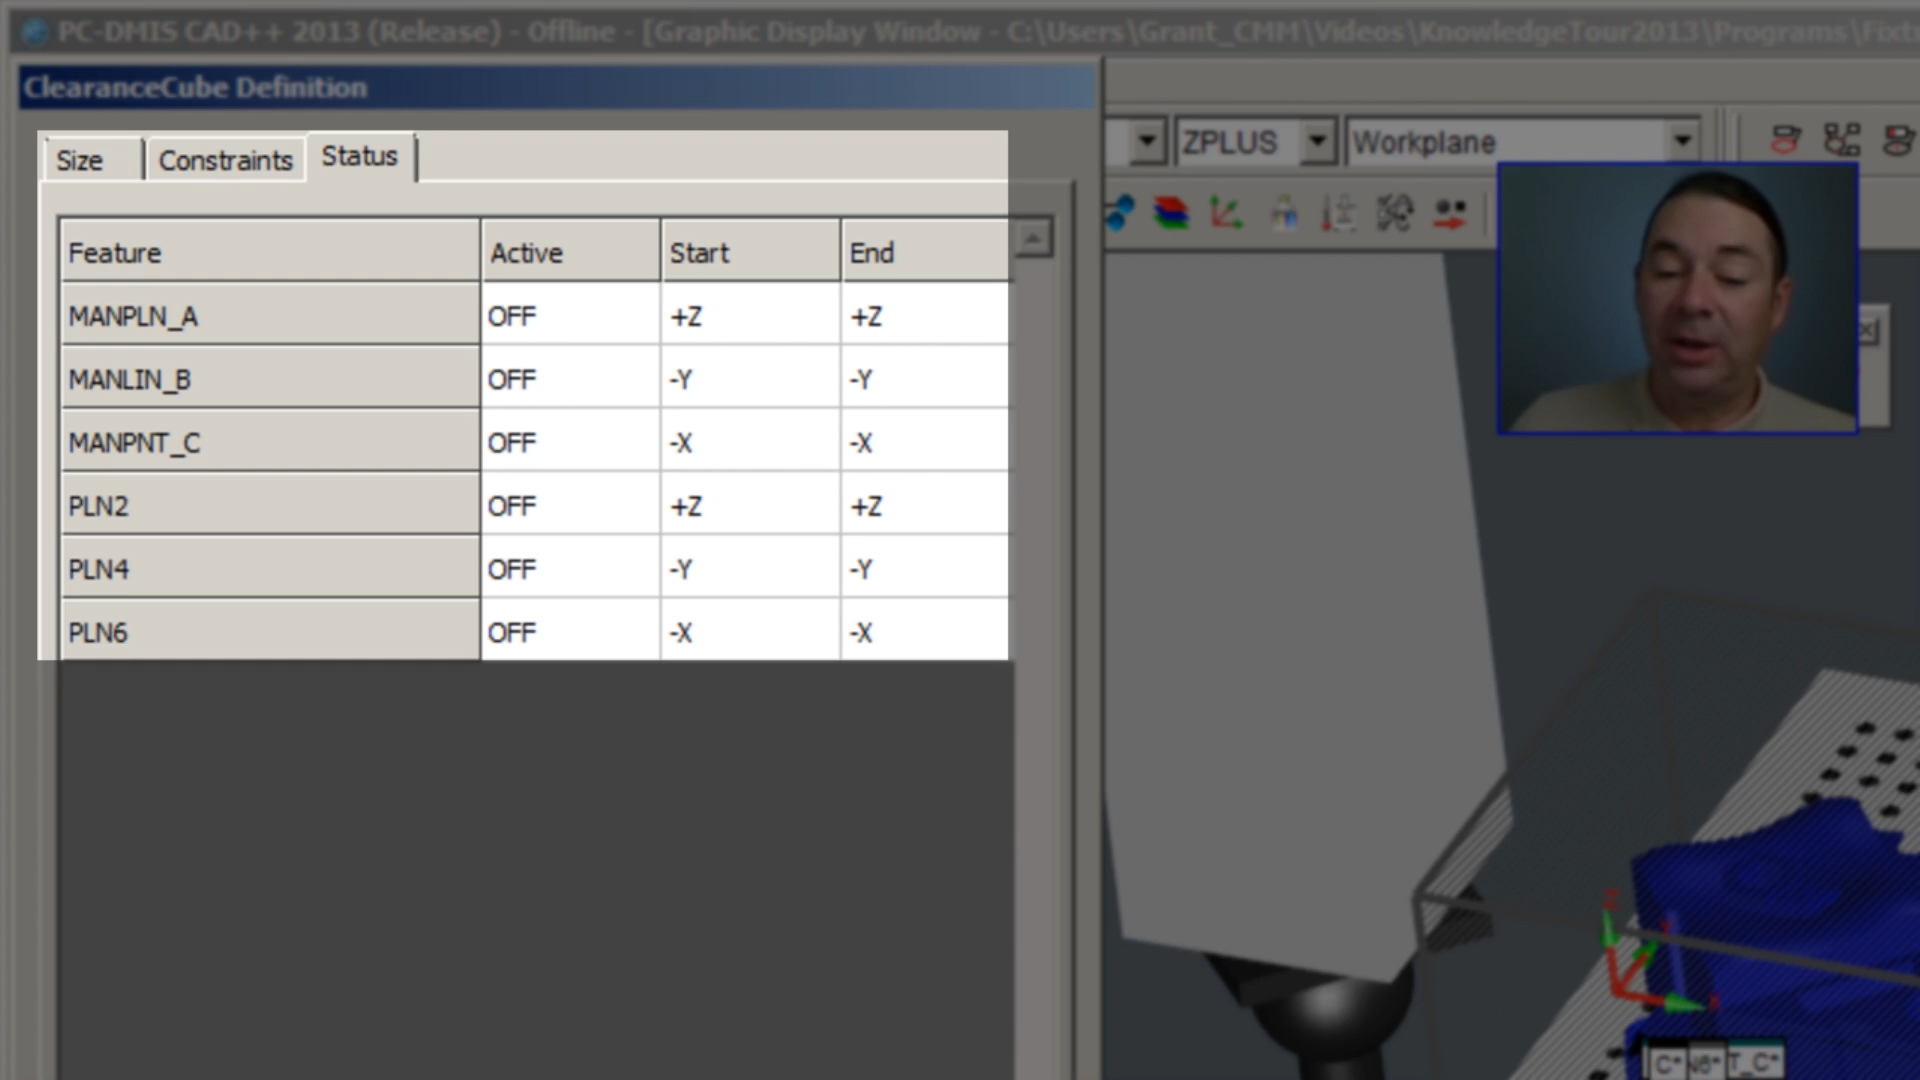 PC-DMIS CAD++ 2013 (Release) - Offline - [Graphic Display Window - C:\Users\Grant_CMM\Videos\KnowledgeTour2013\Programs\Fixt
ClearanceCube Definition
ZPLUS Workplane
Size Constraints Status
Feature Active Start End
MANPLN_A OFF +Z +Z
MANLIN_B OFF -Y -Y
MANPNT_C OFF -X -X
PLN2 OFF +Z +Z
PLN4 OFF -Y -Y
PLN6 OFF -X -X
Z
X
C* T_C*